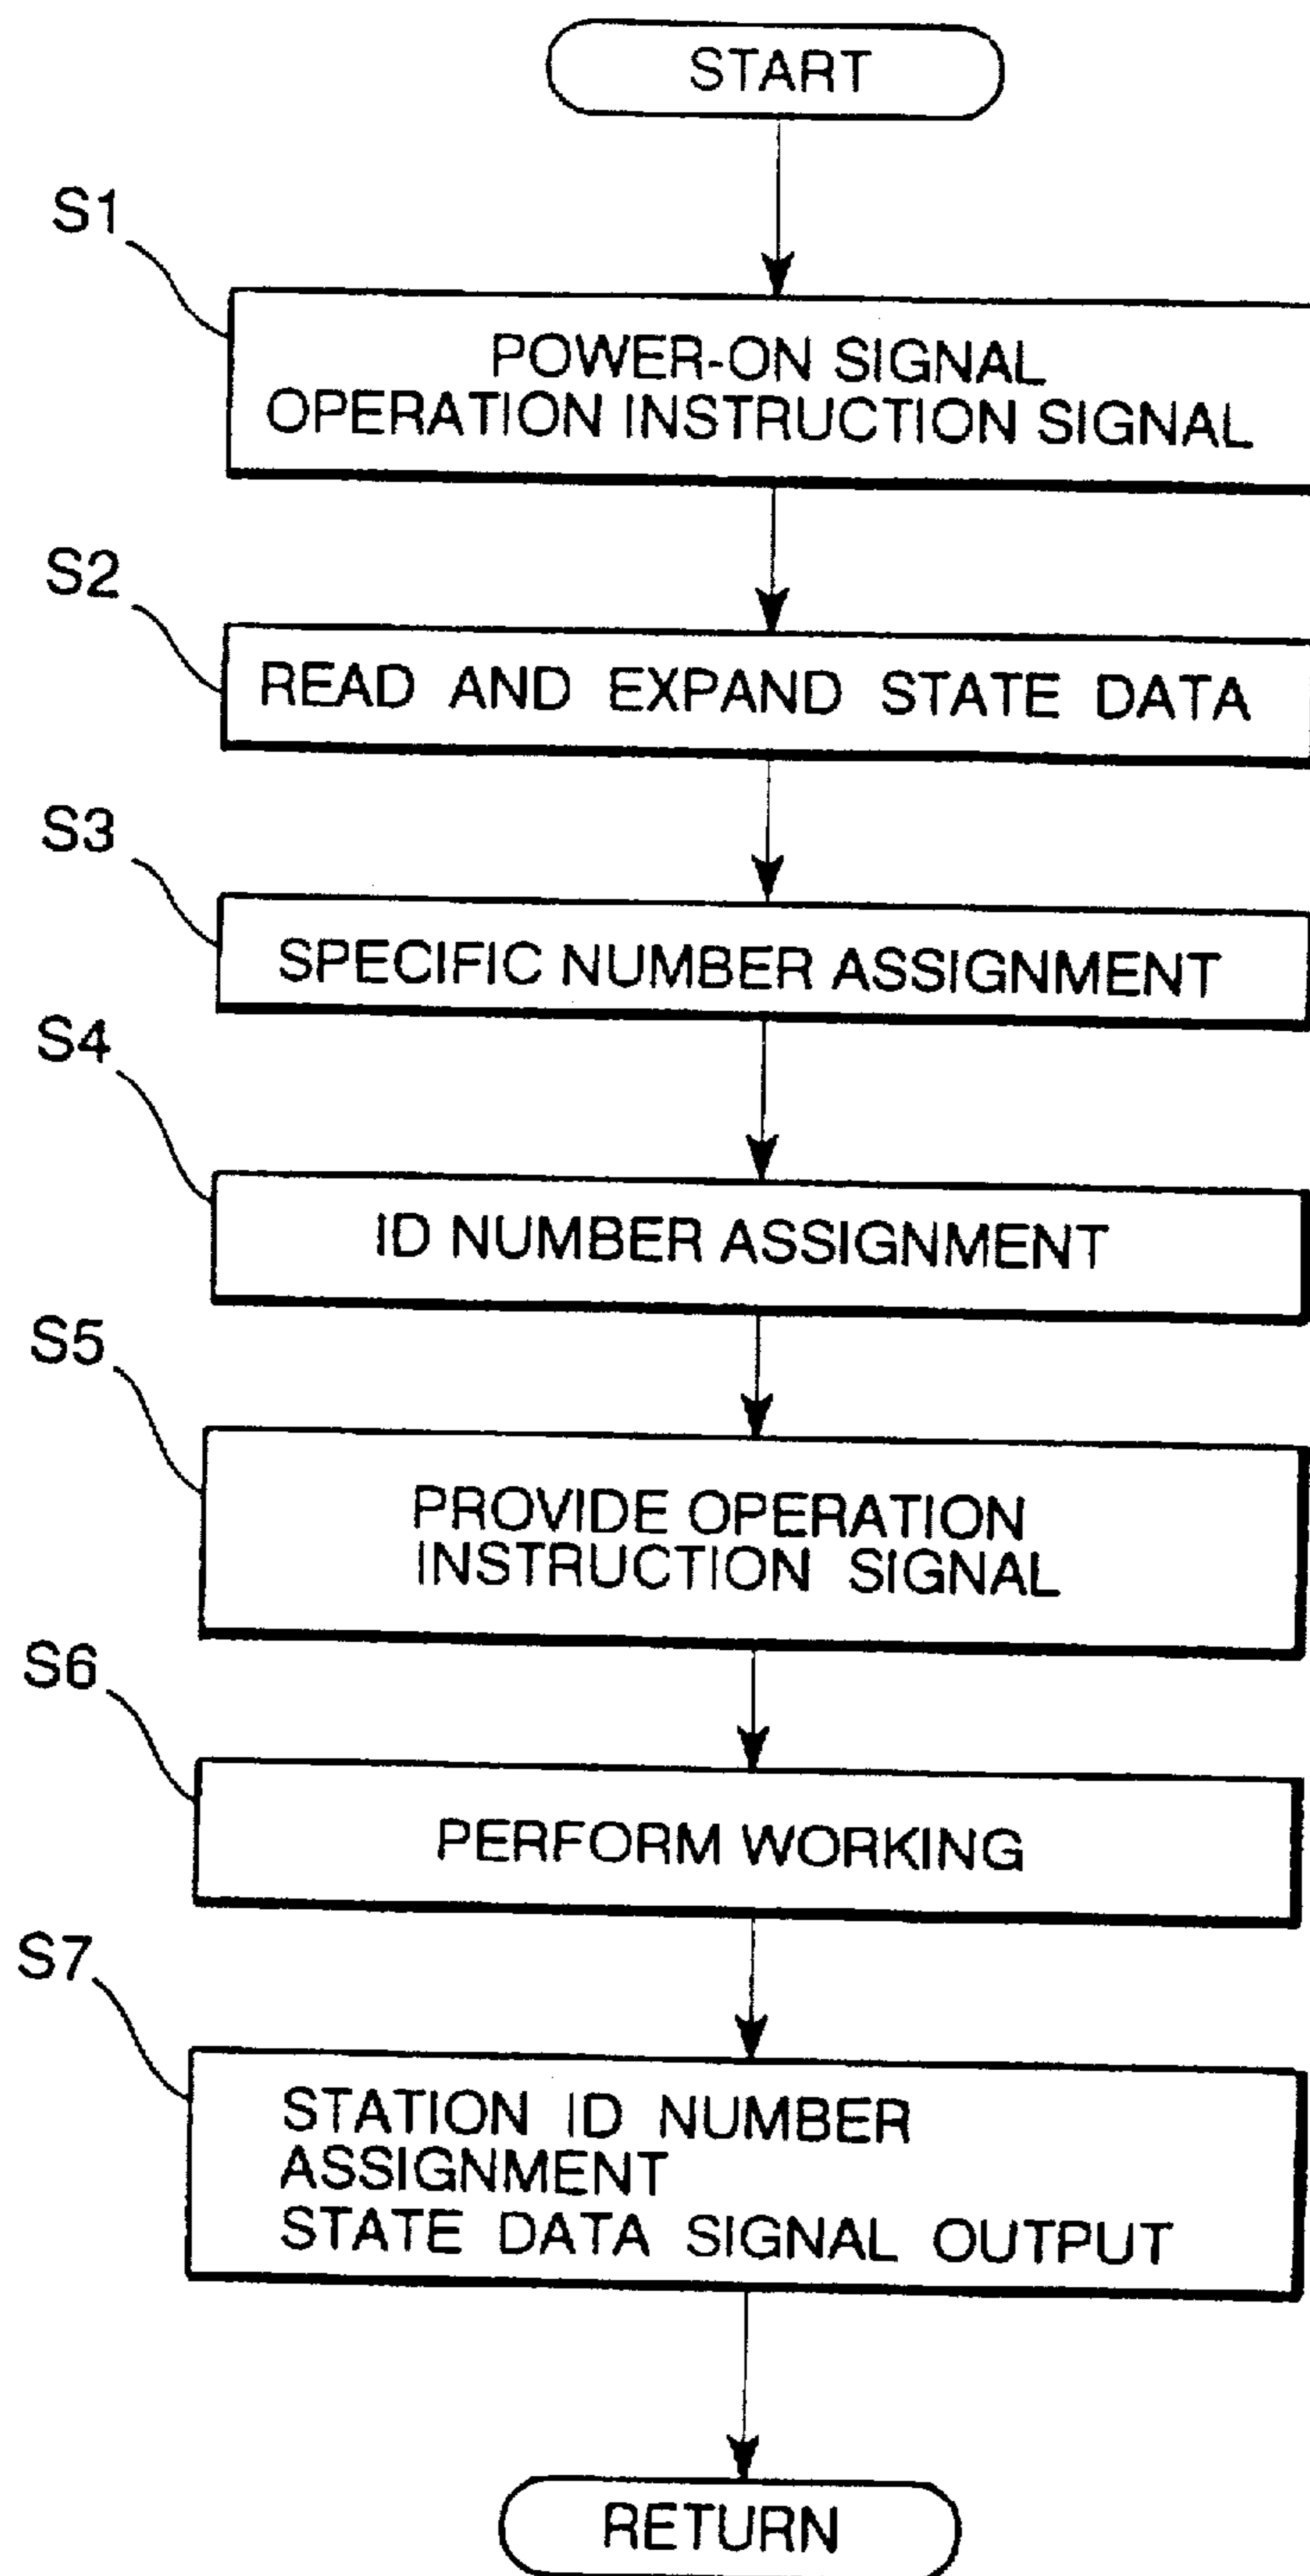 START
S1
POWER-ON SIGNAL
OPERATION INSTRUCTION SIGNAL
S2
READ AND EXPAND STATE DATA
S3
SPECIFIC NUMBER ASSIGNMENT
S4
ID NUMBER ASSIGNMENT
S5
PROVIDE OPERATION
INSTRUCTION SIGNAL
S6
PERFORM WORKING
S7
STATION ID NUMBER
ASSIGNMENT
STATE DATA SIGNAL OUTPUT
RETURN